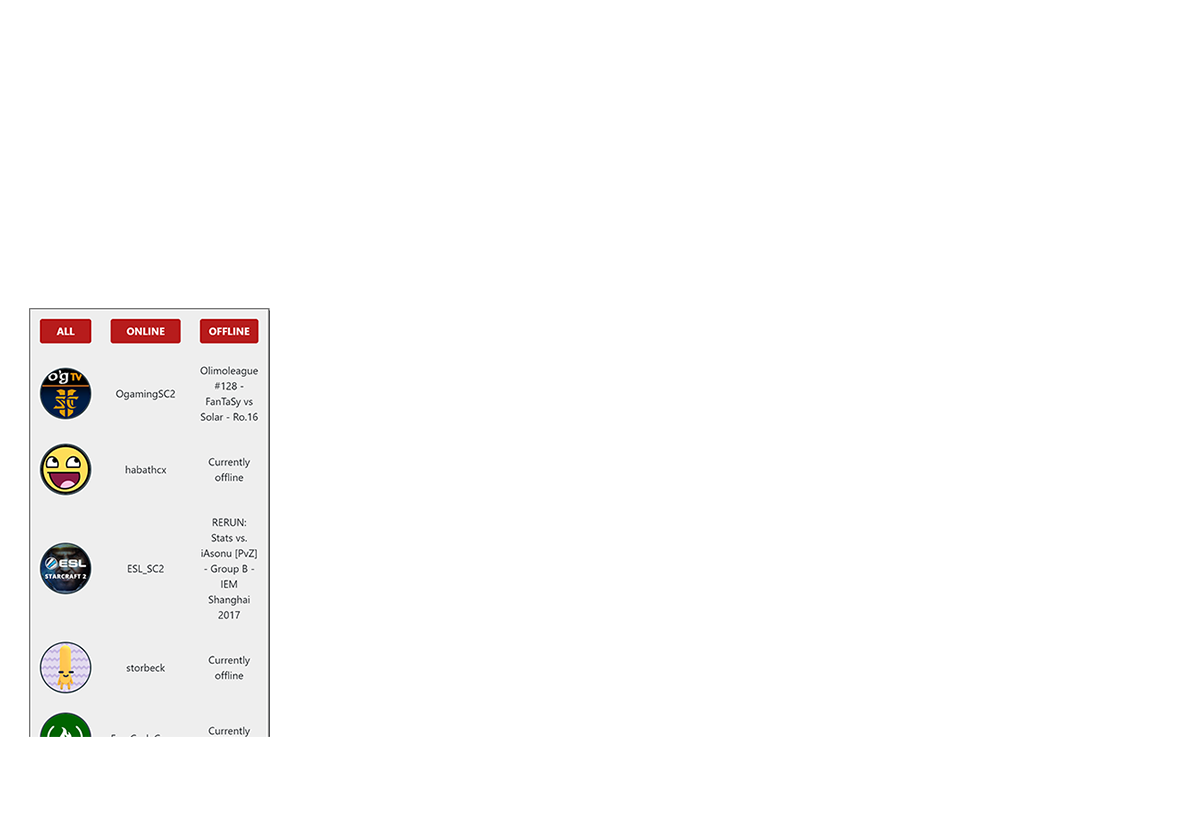 ALL ONLINE OFFLINE
o'g TV
OgamingSC2
Olimoleague
#128 -
FanTaSy vs
Solar - Ro.16
habathcx
Currently
offline
ESL
STARCRAFT 2
ESL_SC2
RERUN:
Stats vs.
iAsonu [PvZ]
- Group B -
IEM
Shanghai
2017
storbeck
Currently
offline
Currently